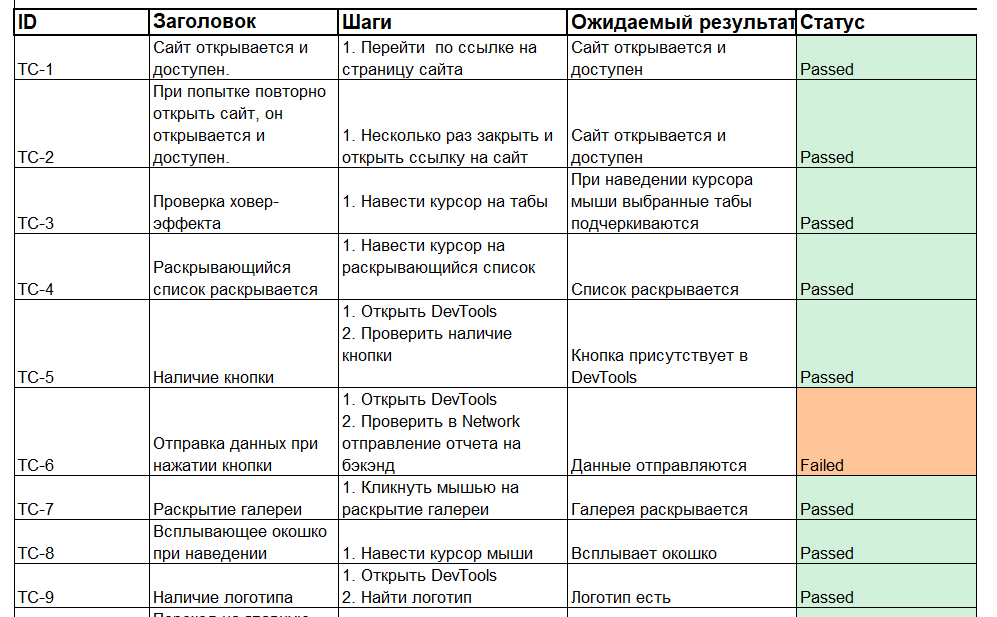 ID Заголовок Шаги Ожидаемый результат Статус
TC-1
Сайт открывается и
доступен.
1. Перейти  по ссылке на
страницу сайта
Сайт открывается и
доступен
Passed
TC-2
При попытке повторно
открыть сайт, он
открывается и
доступен.
1. Несколько раз закрыть и
открыть ссылку на сайт
Сайт открывается и
доступен
Passed
TC-3
Проверка ховер-
эффекта
1. Навести курсор на табы
При наведении курсора
мыши выбранные табы
подчеркиваются
Passed
TC-4
Раскрывающийся
список раскрывается
1. Навести курсор на
раскрывающийся список
Список раскрывается
Passed
TC-5
Наличие кнопки
1. Открыть DevTools
2. Проверить наличие
кнопки
Кнопка присутствует в
DevTools
Passed
TC-6
Отправка данных при
нажатии кнопки
1. Открыть DevTools
2. Проверить в Network
отправление отчета на
бэкэнд
Данные отправляются
Failed
TC-7
Раскрытие галереи
1. Кликнуть мышью на
раскрытие галереи
Галерея раскрывается
Passed
TC-8
Всплывающее окошко
при наведении
1. Навести курсор мыши
Всплывает окошко
Passed
TC-9
Наличие логотипа
1. Открыть DevTools
2. Найти логотип
Логотип есть
Passed